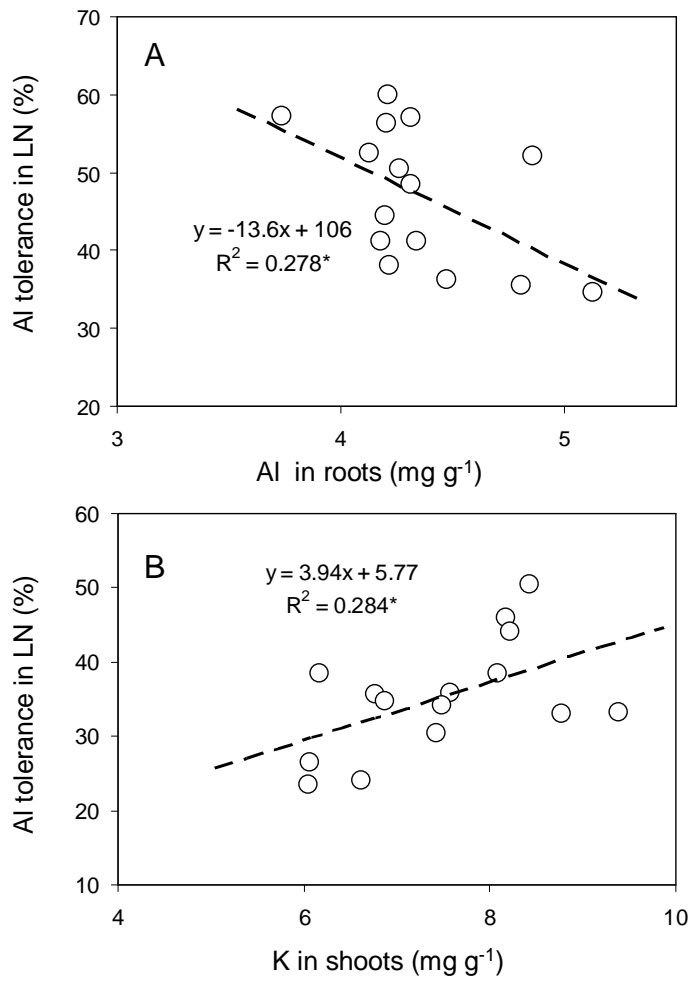 70
60
50
40
30
20
A
y = -13.6x + 106
R² = 0.278*
Al tolerance in LN (%)
3 4 5
Al in roots (mg g⁻¹)
60
50
40
30
20
10
B
y = 3.94x + 5.77
R² = 0.284*
Al tolerance in LN (%)
4 6 8 10
K in shoots (mg g⁻¹)